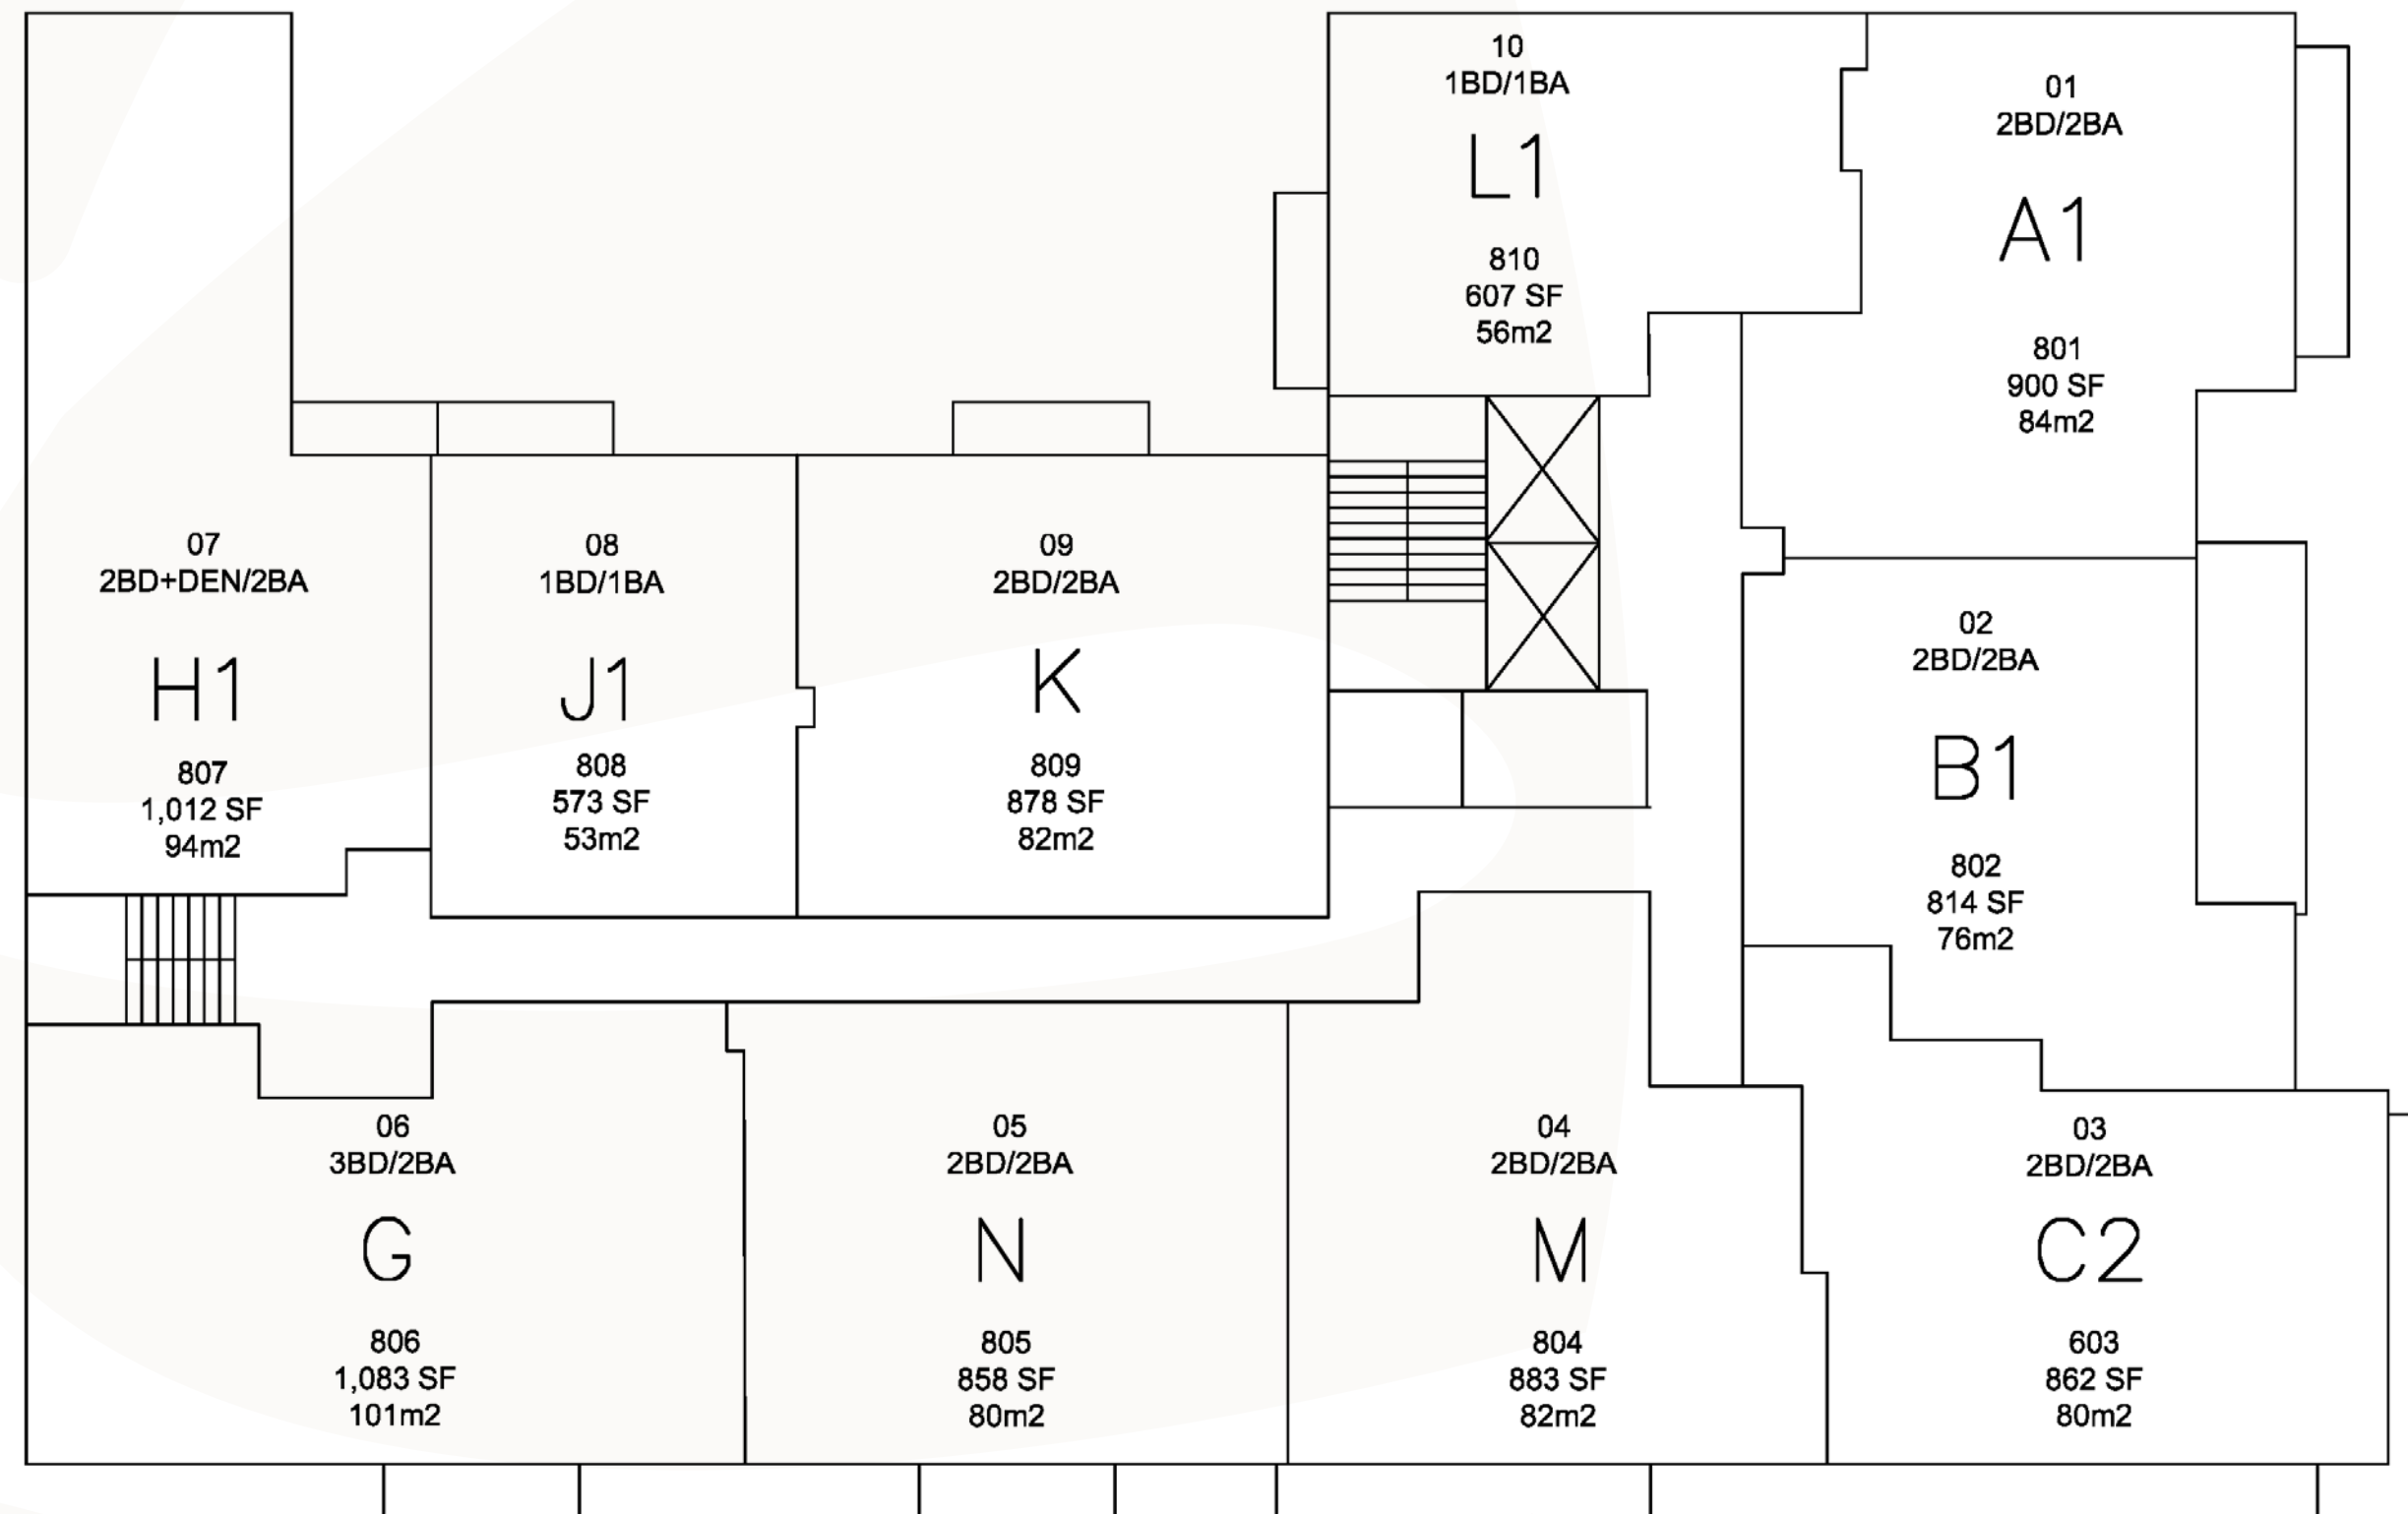 10
1BD/1BA
L1
810
607 SF
56m2
01
2BD/2BA
A1
801
900 SF
84m2
07
2BD+DEN/2BA
H1
807
1,012 SF
94m2
08
1BD/1BA
J1
808
573 SF
53m2
09
2BD/2BA
K
809
878 SF
82m2
02
2BD/2BA
B1
802
814 SF
76m2
06
3BD/2BA
G
806
1,083 SF
101m2
05
2BD/2BA
N
805
858 SF
80m2
04
2BD/2BA
M
804
883 SF
82m2
03
2BD/2BA
C2
603
862 SF
80m2